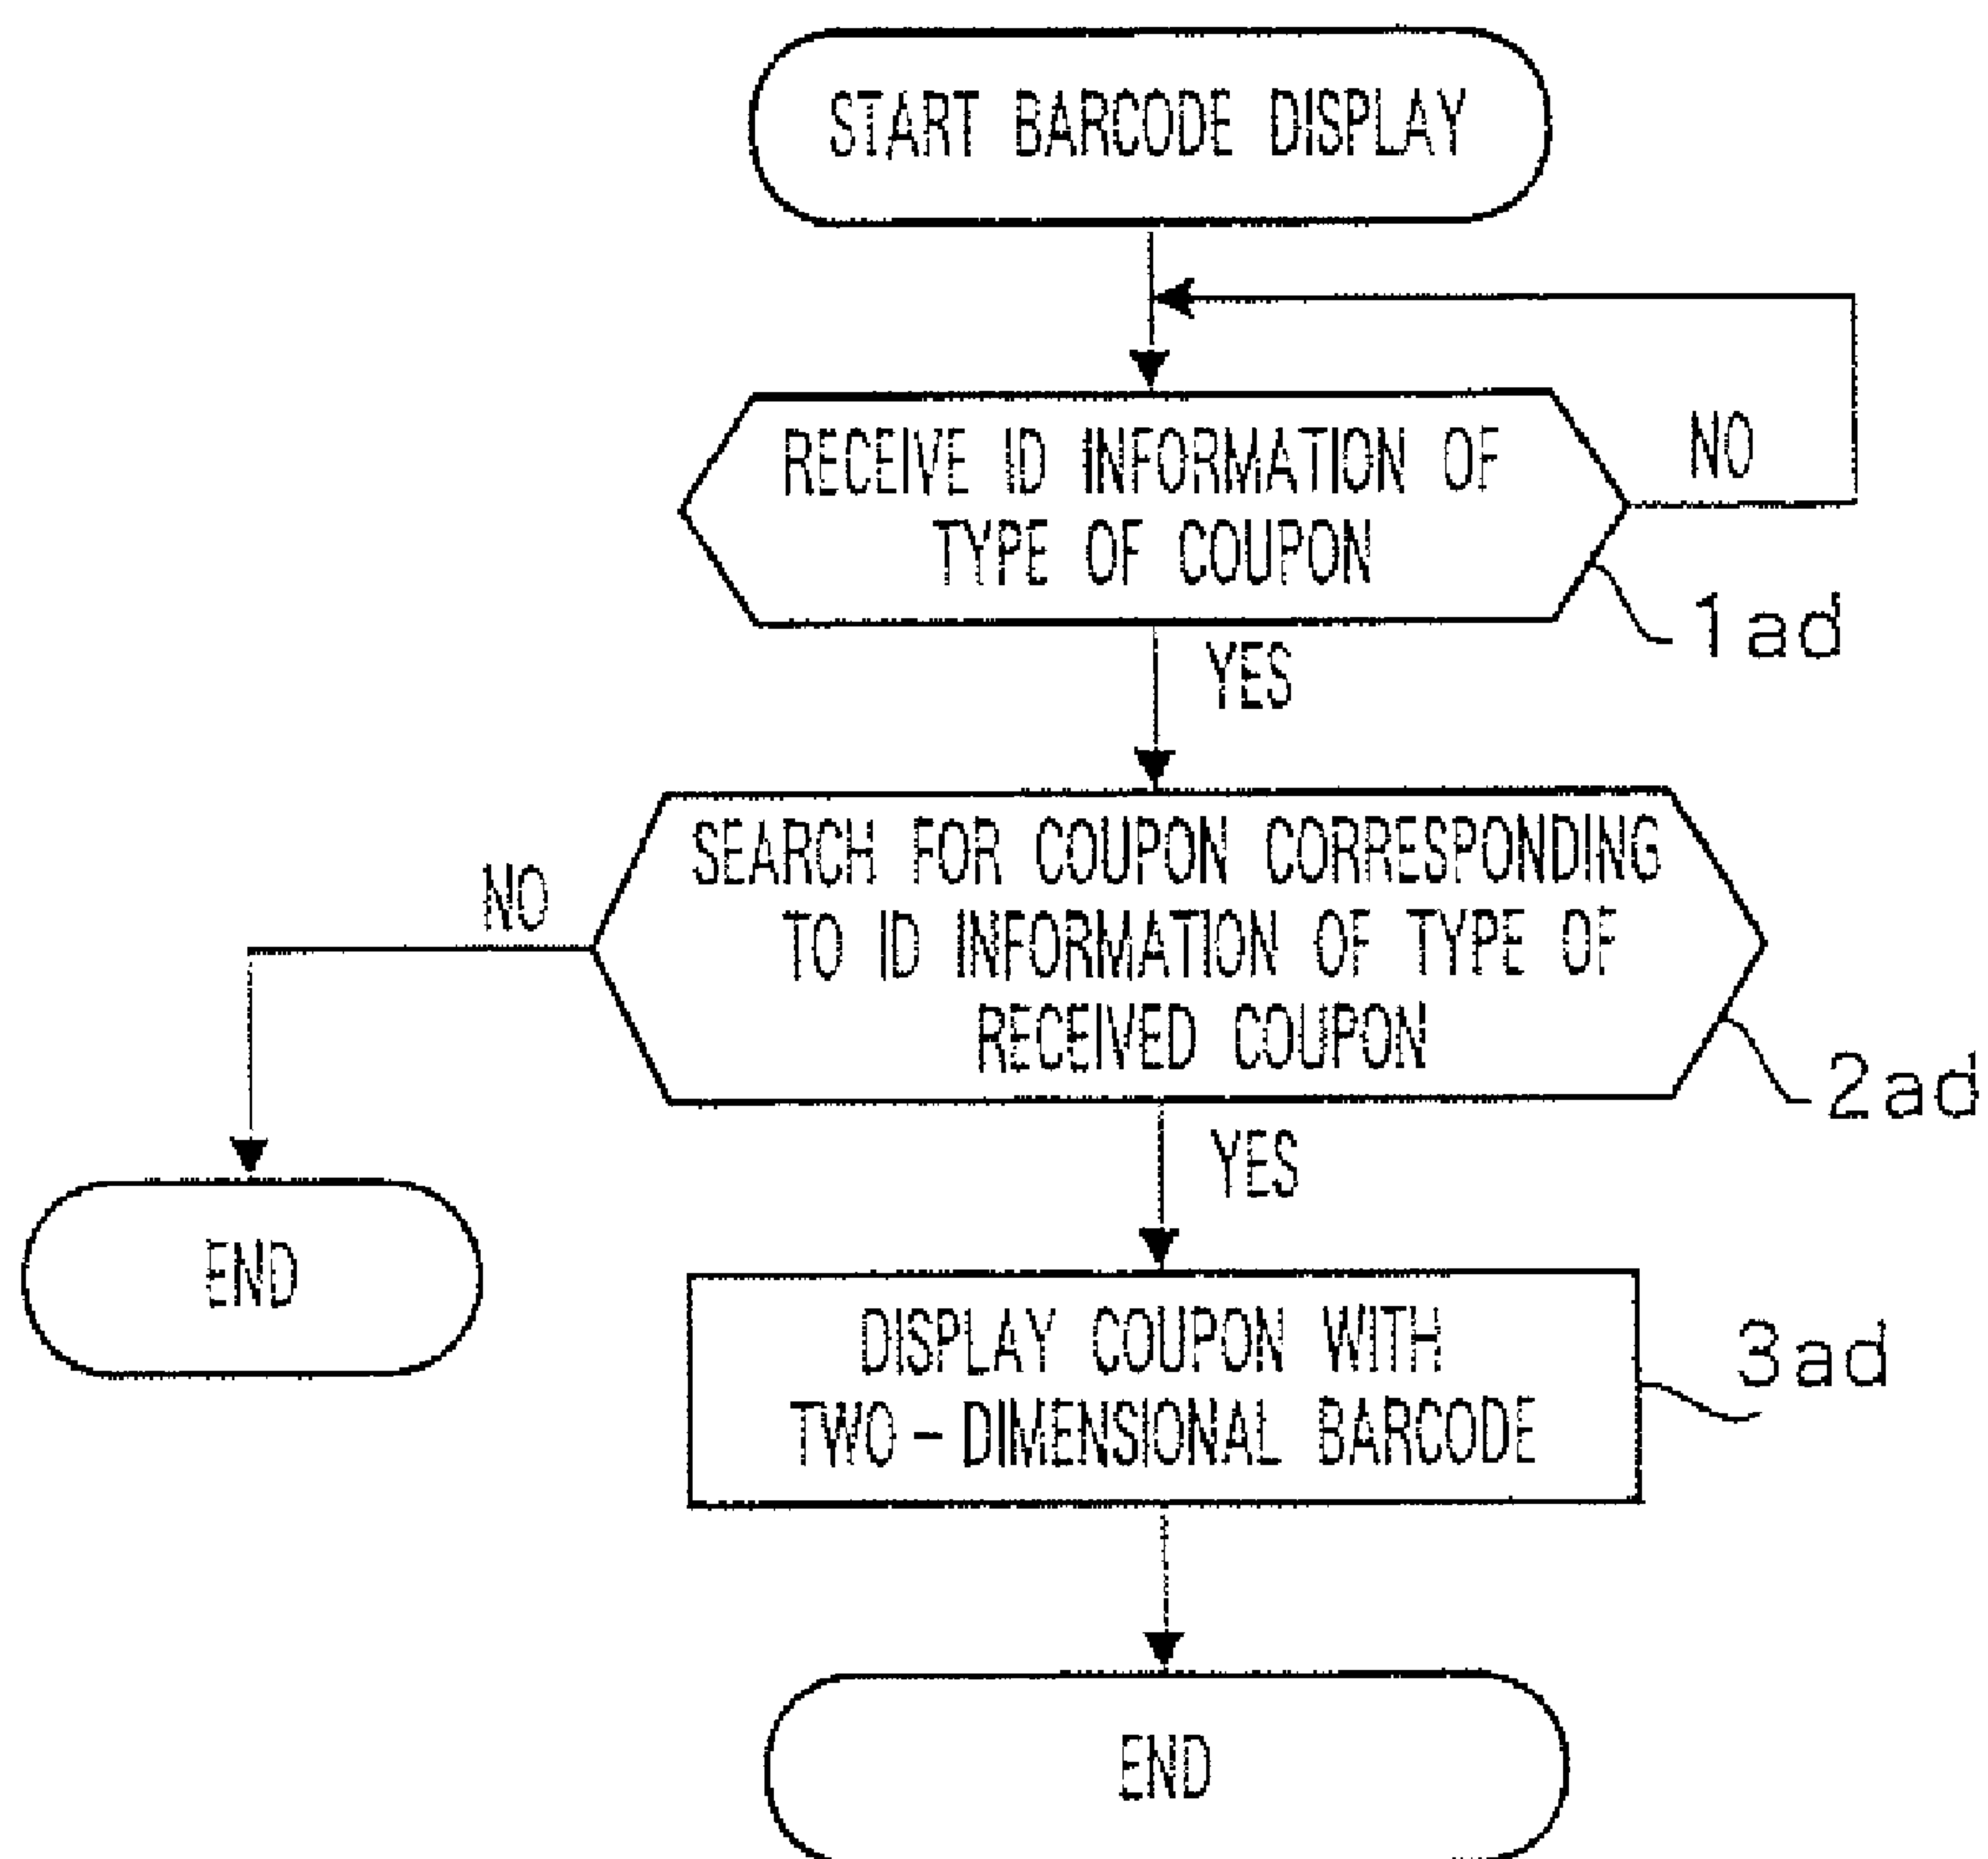 START BARCODE DISPLAY
RECEIVE ID INFORMATION OF
TYPE OF COUPON
NO
1ad
YES
SEARCH FOR COUPON CORRESPONDING
TO ID INFORMATION OF TYPE OF
RECEIVED COUPON
NO
2ad
YES
END
DISPLAY COUPON WITH
TWO-DIMENSIONAL BARCODE
3ad
END